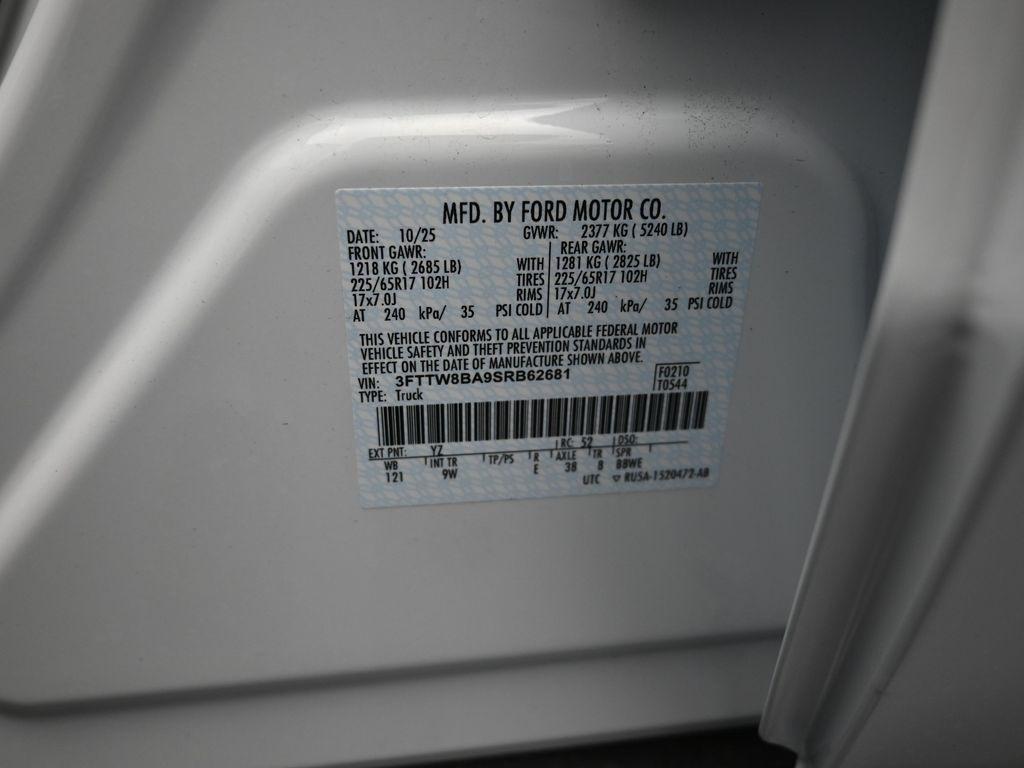 MFD. BY FORD MOTOR CO.
DATE: 10/25 GVWR: 2377 KG ( 5240 LB)
FRONT GAWR: REAR GAWR:
1218 KG ( 2685 LB) WITH 1281 KG ( 2825 LB) WITH
225/65R17 102H TIRES 225/65R17 102H TIRES
17x7.0J RIMS 17x7.0J RIMS
AT 240 kPa/ 35 PSI COLD AT 240 kPa/ 35 PSI COLD
THIS VEHICLE CONFORMS TO ALL APPLICABLE FEDERAL MOTOR
VEHICLE SAFETY AND THEFT PREVENTION STANDARDS IN
EFFECT ON THE DATE OF MANUFACTURE SHOWN ABOVE.
VIN: 3FTTW8BA9SRB62681 F0210
TYPE: Truck T0544
EXT PNT: YZ RC: 52 DSO:
WB INT TR TP/PS R AXLE TR SPR
121 9W E 38 8 BBWE
UTC ▽ RU5A-1520472-AB